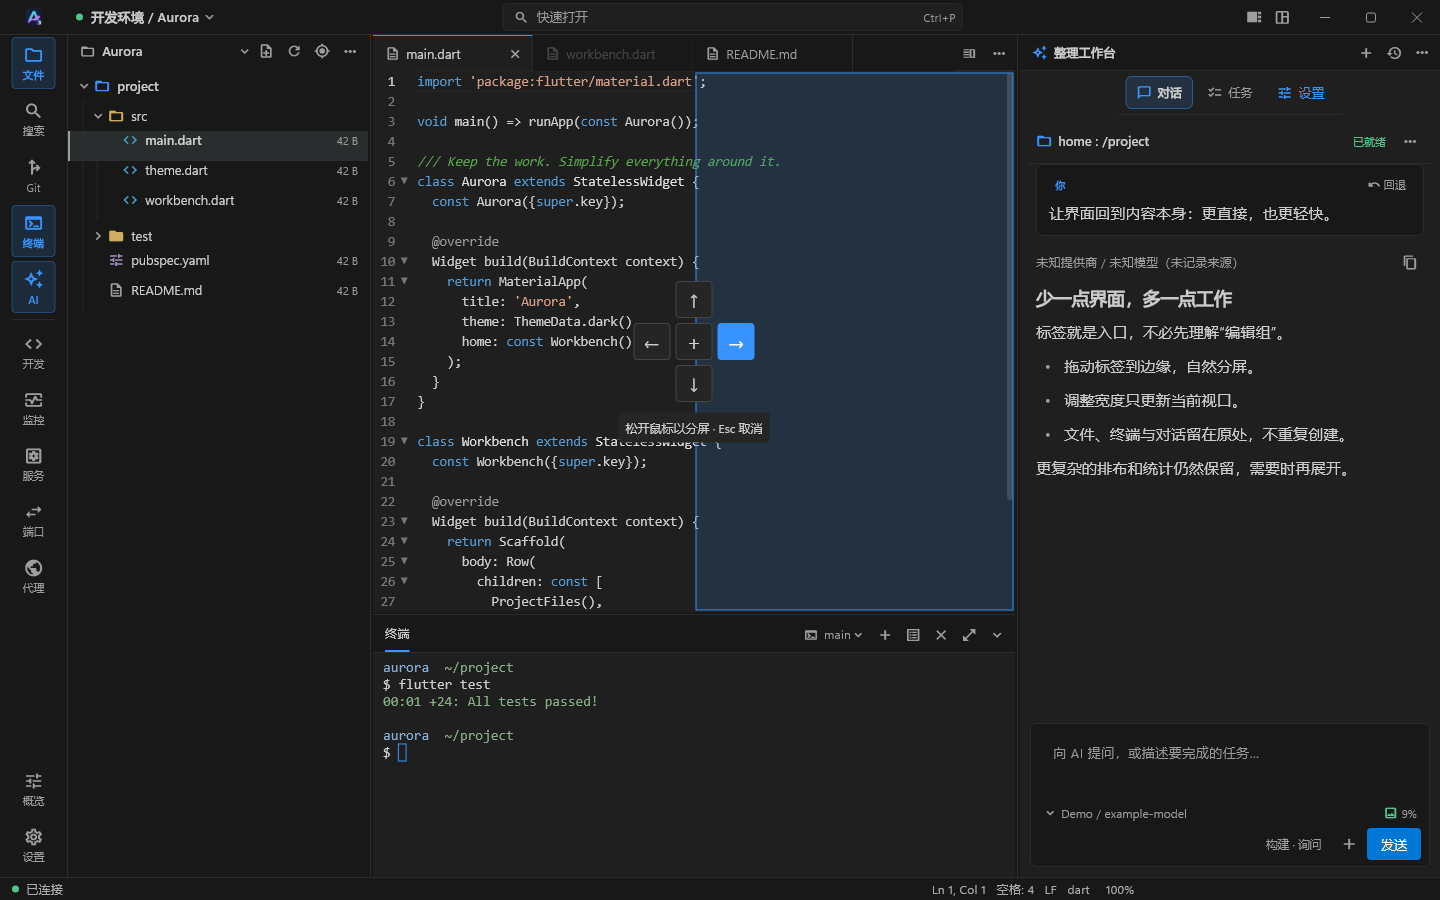 开发环境 / Aurora
快速打开
Ctrl+P
文件
搜索
Git
终端
AI
开发
监控
服务
端口
代理
概览
设置
Aurora
project
src
main.dart 42 B
theme.dart 42 B
workbench.dart 42 B
test
pubspec.yaml 42 B
README.md 42 B
main.dart
workbench.dart
README.md
1 import 'package:flutter/material.dart';
2
3 void main() => runApp(const Aurora());
4
5 /// Keep the work. Simplify everything around it.
6 class Aurora extends StatelessWidget {
7 const Aurora({super.key});
8
9 @override
10 Widget build(BuildContext context) {
11 return MaterialApp(
12 title: 'Aurora',
13 theme: ThemeData.dark()
14 home: const Workbench()
15 );
16 }
17 }
18
19 class Workbench extends StatelessWidget {
20 const Workbench({super.key});
21
22 @override
23 Widget build(BuildContext context) {
24 return Scaffold(
25 body: Row(
26 children: const [
27 ProjectFiles(),
↑
← + →
↓
松开鼠标以分屏 · Esc 取消
终端
main
aurora ~/project
$ flutter test
00:01 +24: All tests passed!
aurora ~/project
$
整理工作台
对话
任务
设置
home : /project
已就绪
你
回退
让界面回到内容本身：更直接，也更轻快。
未知提供商 / 未知模型（未记录来源）
少一点界面，多一点工作
标签就是入口，不必先理解“编辑组”。
• 拖动标签到边缘，自然分屏。
• 调整宽度只更新当前视口。
• 文件、终端与对话留在原处，不重复创建。
更复杂的排布和统计仍然保留，需要时再展开。
向 AI 提问，或描述要完成的任务...
Demo / example-model
9%
构建 · 询问
发送
已连接
Ln 1, Col 1
空格: 4
LF
dart
100%